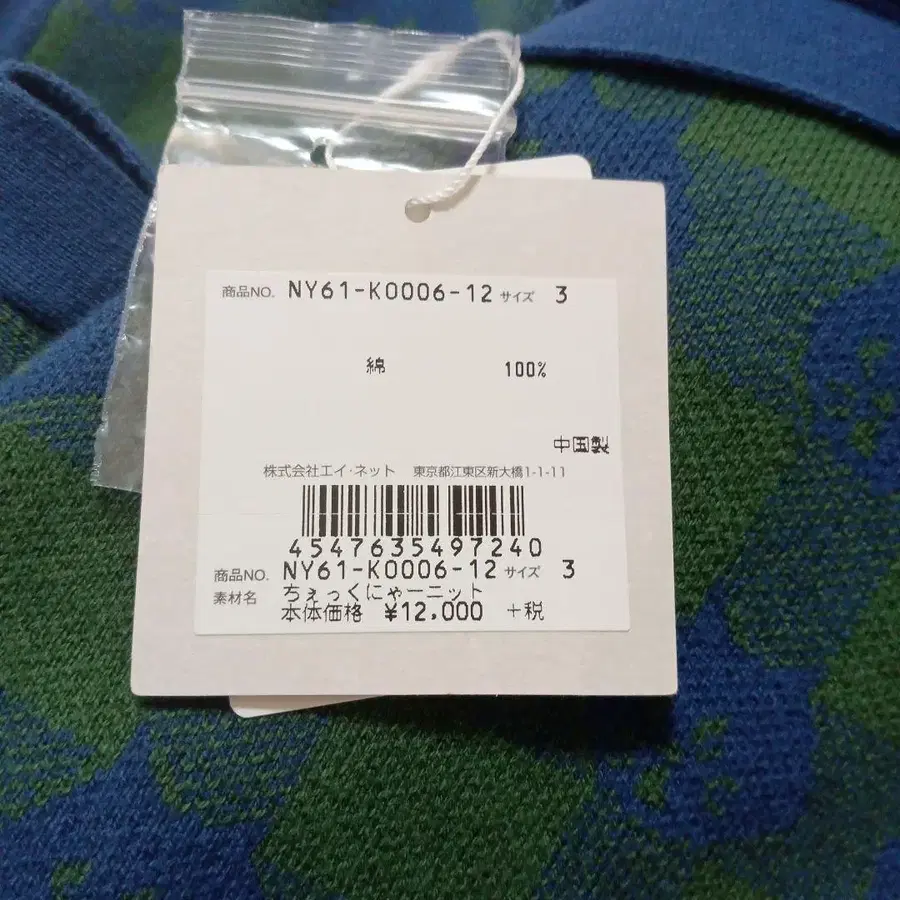 商品NO. NY61-K0006-12 サイズ 3
綿 100%
中国製
株式会社エイ・ネット 東京都江東区新大橋1-1-11
4547635497240
商品NO. NY61-K0006-12 サイズ 3
素材名 ちぇっくにゃーニット
本体価格 ¥12,000 +税